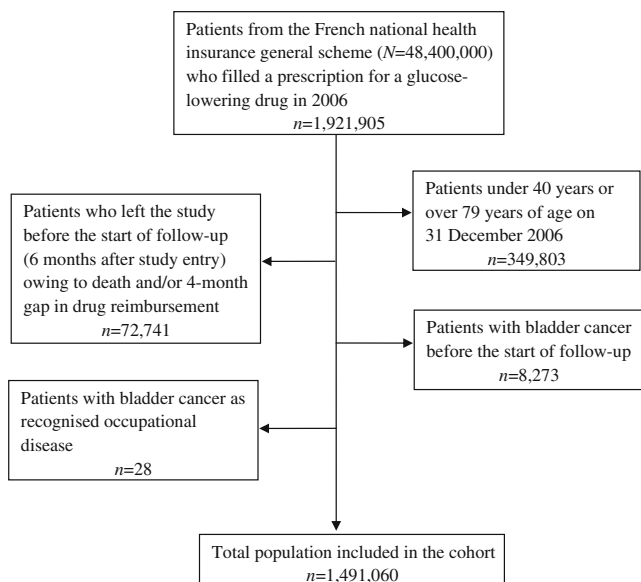 Patients from the French national health
insurance general scheme (N=48,400,000)
who filled a prescription for a glucose-
lowering drug in 2006
n=1,921,905
Patients under 40 years or
over 79 years of age on
31 December 2006
n=349,803
Patients who left the study
before the start of follow-up
(6 months after study entry)
owing to death and/or 4-month
gap in drug reimbursement
n=72,741
Patients with bladder cancer
before the start of follow-up
n=8,273
Patients with bladder cancer as
recognised occupational
disease
n=28
Total population included in the cohort
n=1,491,060